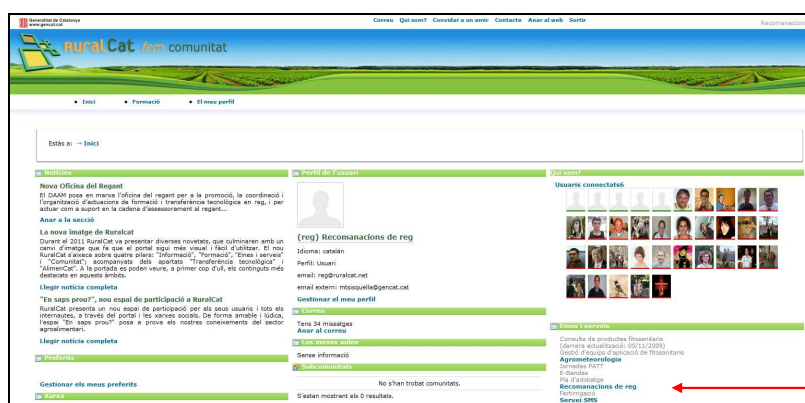 Generalitat de Catalunya
www.gencat.cat
Correu Qui som? Convidar a un amic Contacte Anar al web Sortir
Recomanacions
RuralCat fem comunitat
• Inici • Formació • El meu perfil
Estàs a: → Inici
Notícies
Nova Oficina del Regant
El DAAM posa en marxa l'oficina del regant per a la promoció, la coordinació i
l'organització d'actuacions de formació i transferència tecnològica en reg, i per
actuar com a suport en la cadena d'assessorament al regant...
Anar a la secció
La nova imatge de Ruralcat
Durant el 2011 RuralCat va presentar diverses novetats, que culminaren amb un
canvi d'imatge que fa que el portal sigui més visual i fàcil d'utilitzar. El nou
RuralCat s'aixeca sobre quatre pilars: "Informació", "Formació", "Eines i serveis"
i "Comunitat"; acompanyats dels apartats "Transferència tecnològica" i
"AlimenCat". A la portada es poden veure, a primer cop d'ull, els continguts més
destacats en aquests àmbits.
Llegir notícia completa
"En saps prou?", nou espai de participació a RuralCat
RuralCat presenta un nou espai de participació per als seus usuaris i tots els
internautes, a través del portal i les xarxes socials. De forma amable i lúdica,
l'espai "En saps prou?" posa a prova els nostres coneixements del sector
agroalimentari.
Llegir notícia completa
Preferits
Gestionar els meus preferits
Xarxa
Perfil de l'usuari
(reg) Recomanacions de reg
Idioma: catalán
Perfil: Usuari
email: reg@ruralcat.net
email extern: mtsisquella@gencat.cat
Gestionar el meu perfil
Correu
Tens 34 missatges
Anar al correu
Les meves aules
Sense informació
Subcomunitats
No s'han trobat comunitats.
S'estan mostrant els 0 resultats.
Qui som?
Usuaris connectats6
Eines i serveis
Consulta de productes fitosanitaris
(darrera actualització: 05/11/2009)
Gestió d'equips d'aplicació de fitosanitaris
Agrometeorologia
Jornades PATT
E-Bandes
Pla d'adobatge
Recomanacions de reg
Fertirrigació
Servei SMS